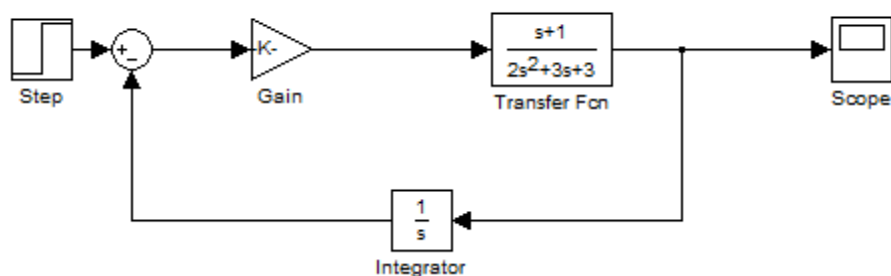 +
−
-K-
s+1
2s²+3s+3
Step
Gain
Transfer Fcn
Scope
1
s
Integrator